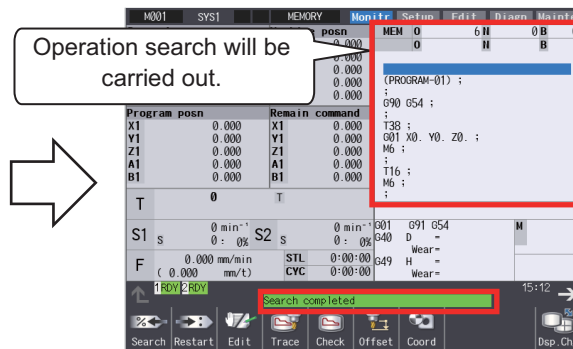 M001 SYS1 MEMORY Monitr Setup Edit Diagn Mainte
Operation search will be
carried out.
posn
0.000
0.000
0.000
0.000
0.000
MEM O 6 N 0 B
O N B
(PROGRAM-01) ;
;
G90 G54 ;
;
T38 ;
G01 X0. Y0. Z0. ;
M6 ;
;
T16 ;
M6 ;
;
Program posn Remain command
X1 0.000 X1 0.000
Y1 0.000 Y1 0.000
Z1 0.000 Z1 0.000
A1 0.000 A1 0.000
B1 0.000 B1 0.000
T 0 T
S1 S 0 min⁻¹ 0 : 0% S2 S 0 min⁻¹ 0 : 0%
F 0.000 mm/min
( 0.000 mm/t)
STL 0:00:00
CYC 0:00:00
G01 G91 G54 M
G40 D -
Wear=
G49 H -
Wear=
1RDY 2RDY 15:12
Search completed
Search Restart Edit Trace Check Offset Coord Dsp.Ch